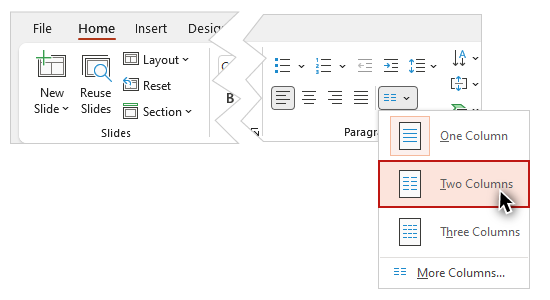 File Home Insert Desig
New Slide
Reuse Slides
Layout
Reset
Section
B
Slides
Paragra
One Column
Two Columns
Three Columns
More Columns...